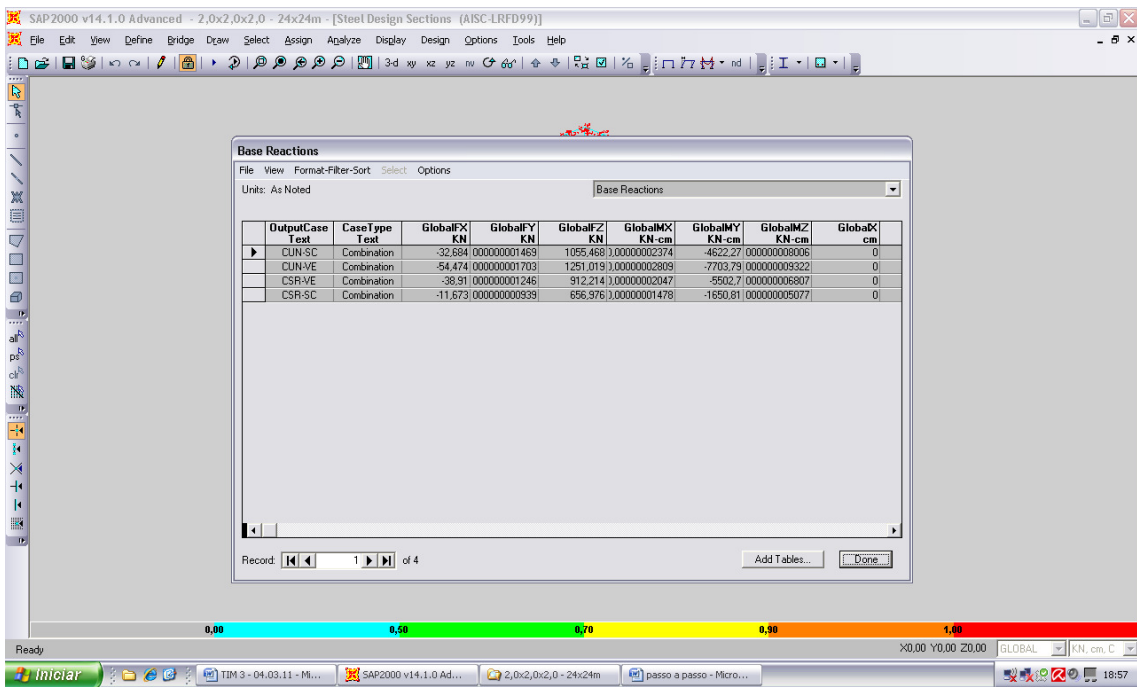 SAP2000 v14.1.0 Advanced - 2,0x2,0x2,0 - 24x24m - [Steel Design Sections (AISC-LRFD99)]
File Edit View Define Bridge Draw Select Assign Analyze Display Design Options Tools Help
3-d xy xz yz nv nd
all
ps
clr
Base Reactions
File View Format-Filter-Sort Select Options
Units: As Noted Base Reactions
OutputCase CaseType GlobalFX GlobalFY GlobalFZ GlobalMX GlobalMY GlobalMZ GlobalX
Text Text KN KN KN KN-cm KN-cm KN-cm cm
CUN-SC Combination -32,684 000000001469 1055,468 ),00000002374 -4622,27 000000008006 0
CUN-VE Combination -54,474 000000001703 1251,019 ),00000002809 -7703,79 000000009322 0
CSR-VE Combination -38,91 000000001246 912,214 ),00000002047 -5502,7 000000006807 0
CSR-SC Combination -11,673 000000000939 656,976 ),00000001478 -1650,81 000000005077 0
Record: 1 of 4 Add Tables... Done
0,00 0,50 0,70 0,90 1,00
Ready X0,00 Y0,00 Z0,00 GLOBAL KN, cm, C
Iniciar TIM 3 - 04.03.11 - Mi... SAP2000 v14.1.0 Ad... 2,0x2,0x2,0 - 24x24m passo a passo - Micro... 18:57